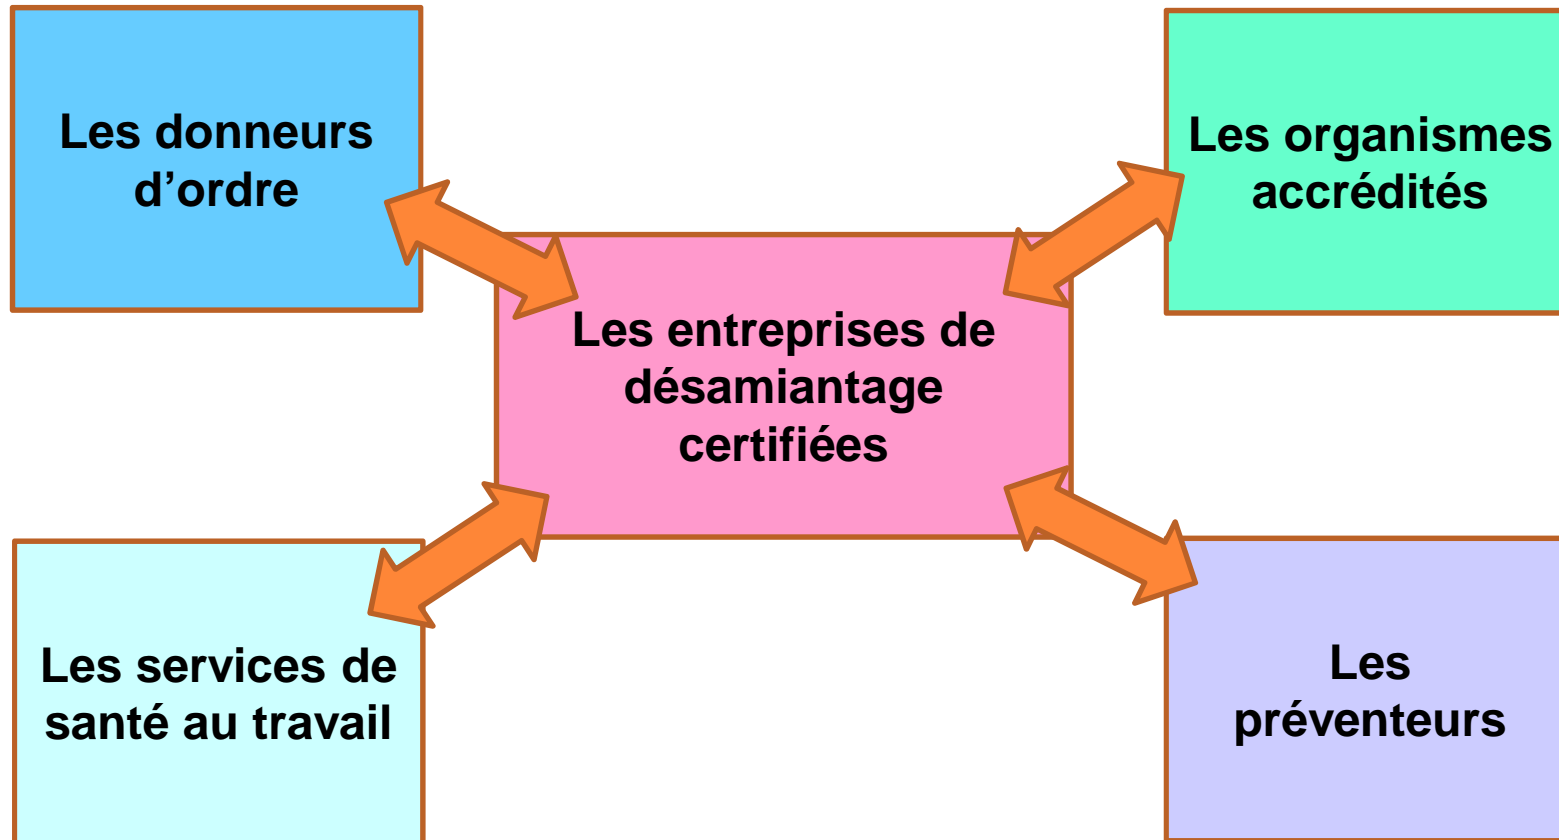 Les donneurs
d’ordre
Les organismes
accrédités
Les entreprises de
désamiantage
certifiées
Les services de
santé au travail
Les
préventeurs